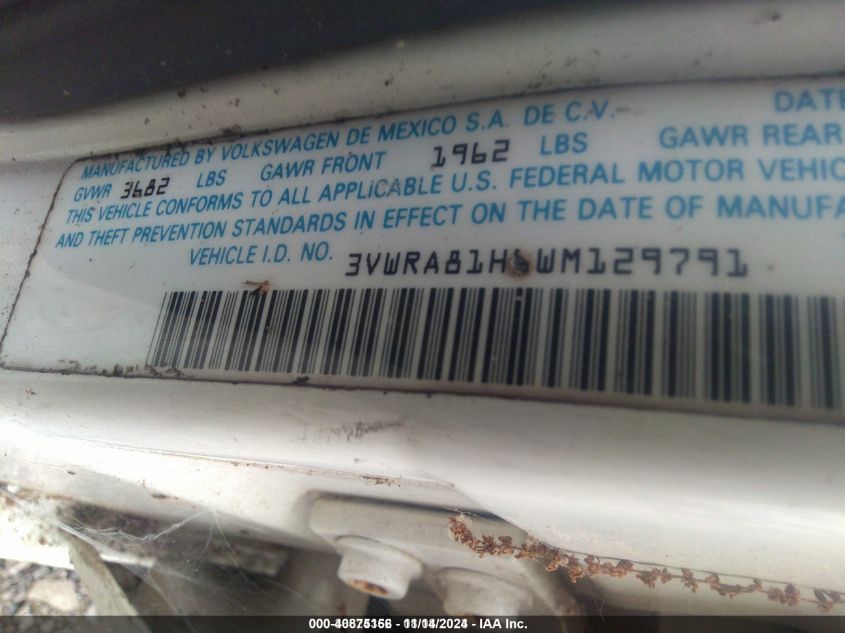 MANUFACTURED BY VOLKSWAGEN DE MEXICO S.A. DE C.V. DATE
GVWR 3682 LBS GAWR FRONT 1962 LBS GAWR REAR
THIS VEHICLE CONFORMS TO ALL APPLICABLE U.S. FEDERAL MOTOR VEHIC
AND THEFT PREVENTION STANDARDS IN EFFECT ON THE DATE OF MANUFA
VEHICLE I.D. NO. 3VWRA81H6WM129791
000-40875156 - 11/14/2024 - IAA Inc.